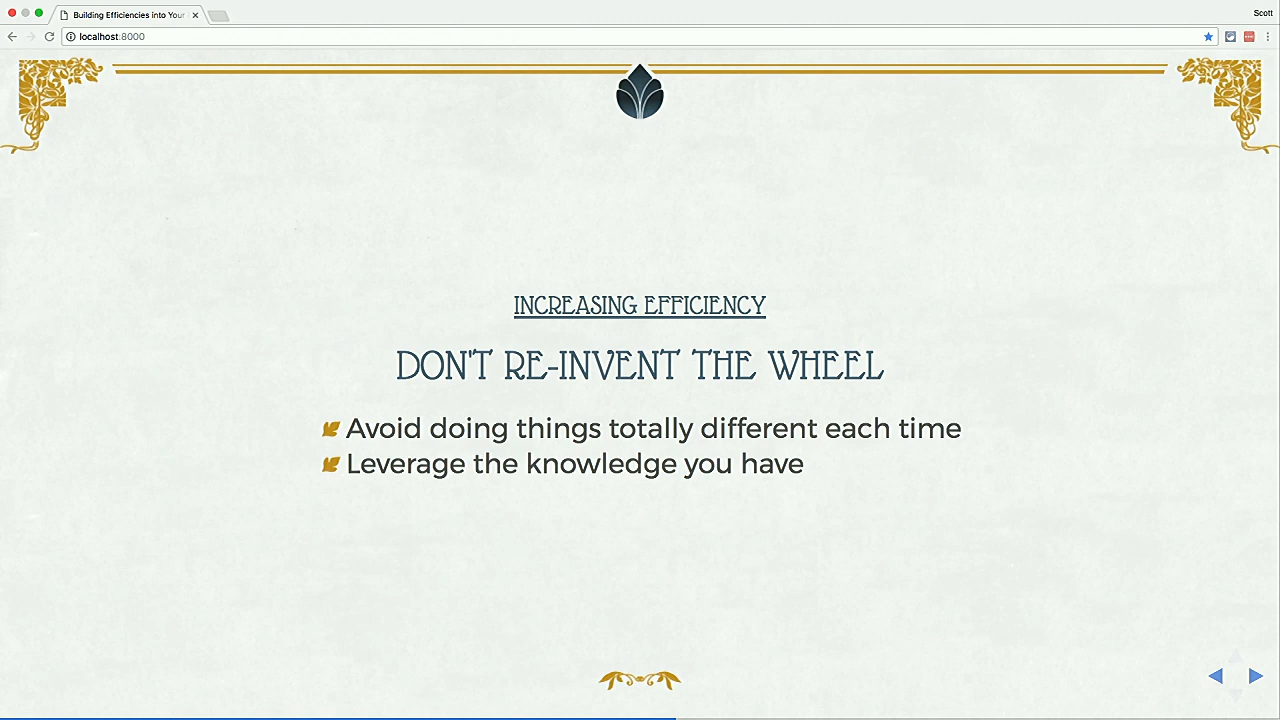 Building Efficiencies into Your
Scott
localhost:8000
INCREASING EFFICIENCY
DON'T RE-INVENT THE WHEEL
Avoid doing things totally different each time
Leverage the knowledge you have